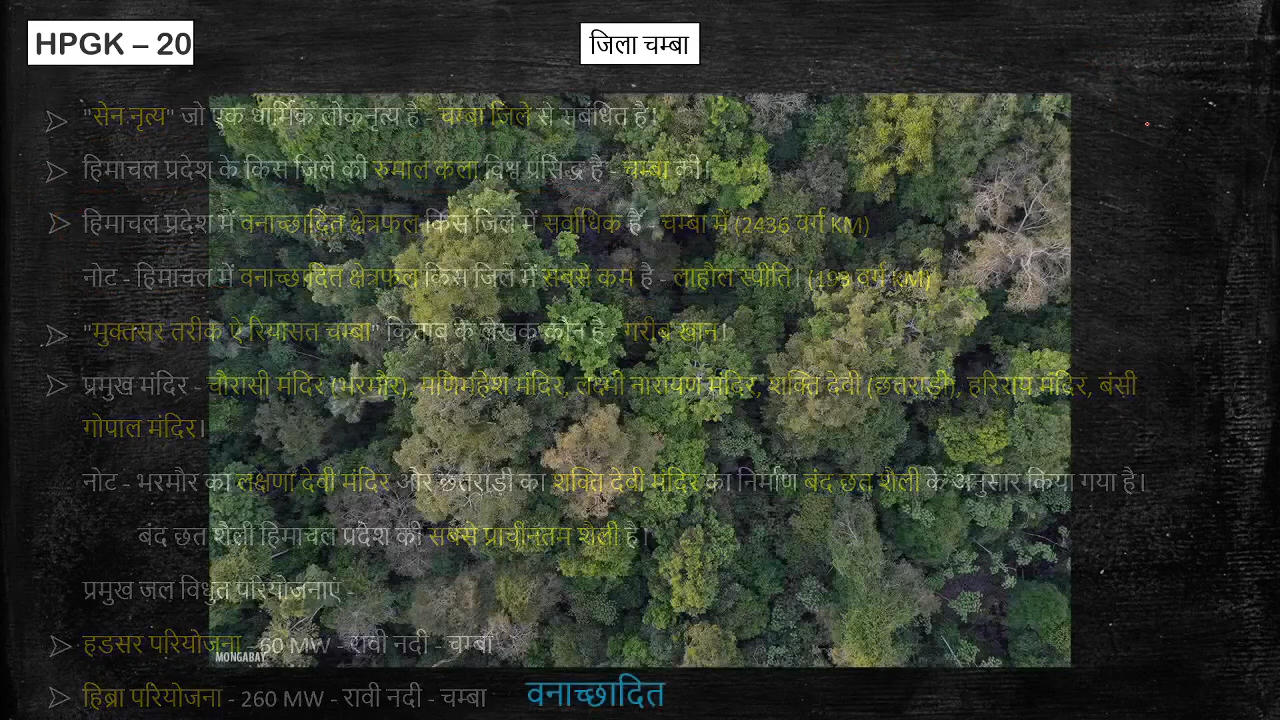 HPGK – 20
जिला चम्बा
"सेन नृत्य" जो एक धार्मिक लोकनृत्य है - चम्बा जिले से संबंधित है।
हिमाचल प्रदेश के किस जिले की रुमाल कला विश्व प्रसिद्ध है - चम्बा की।
हिमाचल प्रदेश में वनाच्छादित क्षेत्रफल किस जिले में सर्वाधिक है - चम्बा में (2436 वर्ग KM)
नोट - हिमाचल में वनाच्छादित क्षेत्रफल किस जिले में सबसे कम है - लाहौल स्पीति। (193 वर्ग KM)
"मुक्तसर तरीक ऐ रियासत चम्बा" किताब के लेखक कौन है - गरीब खान।
प्रमुख मंदिर - चौरासी मंदिर (भरमौर), मणिमहेश मंदिर, लक्ष्मी नारायण मंदिर, शक्ति देवी (छतराड़ी), हरिराय मंदिर, बंसी
गोपाल मंदिर।
नोट - भरमौर का लक्षणा देवी मंदिर और छतराड़ी का शक्ति देवी मंदिर का निर्माण बंद छत शैली के अनुसार किया गया है।
बंद छत शैली हिमाचल प्रदेश की सबसे प्राचीनतम शैली है।
प्रमुख जल विधुत परियोजनाएं -
हडसर परियोजना - 60 MW - रावी नदी - चम्बा
MONGABAY
हिब्रा परियोजना - 260 MW - रावी नदी - चम्बा
वनाच्छादित